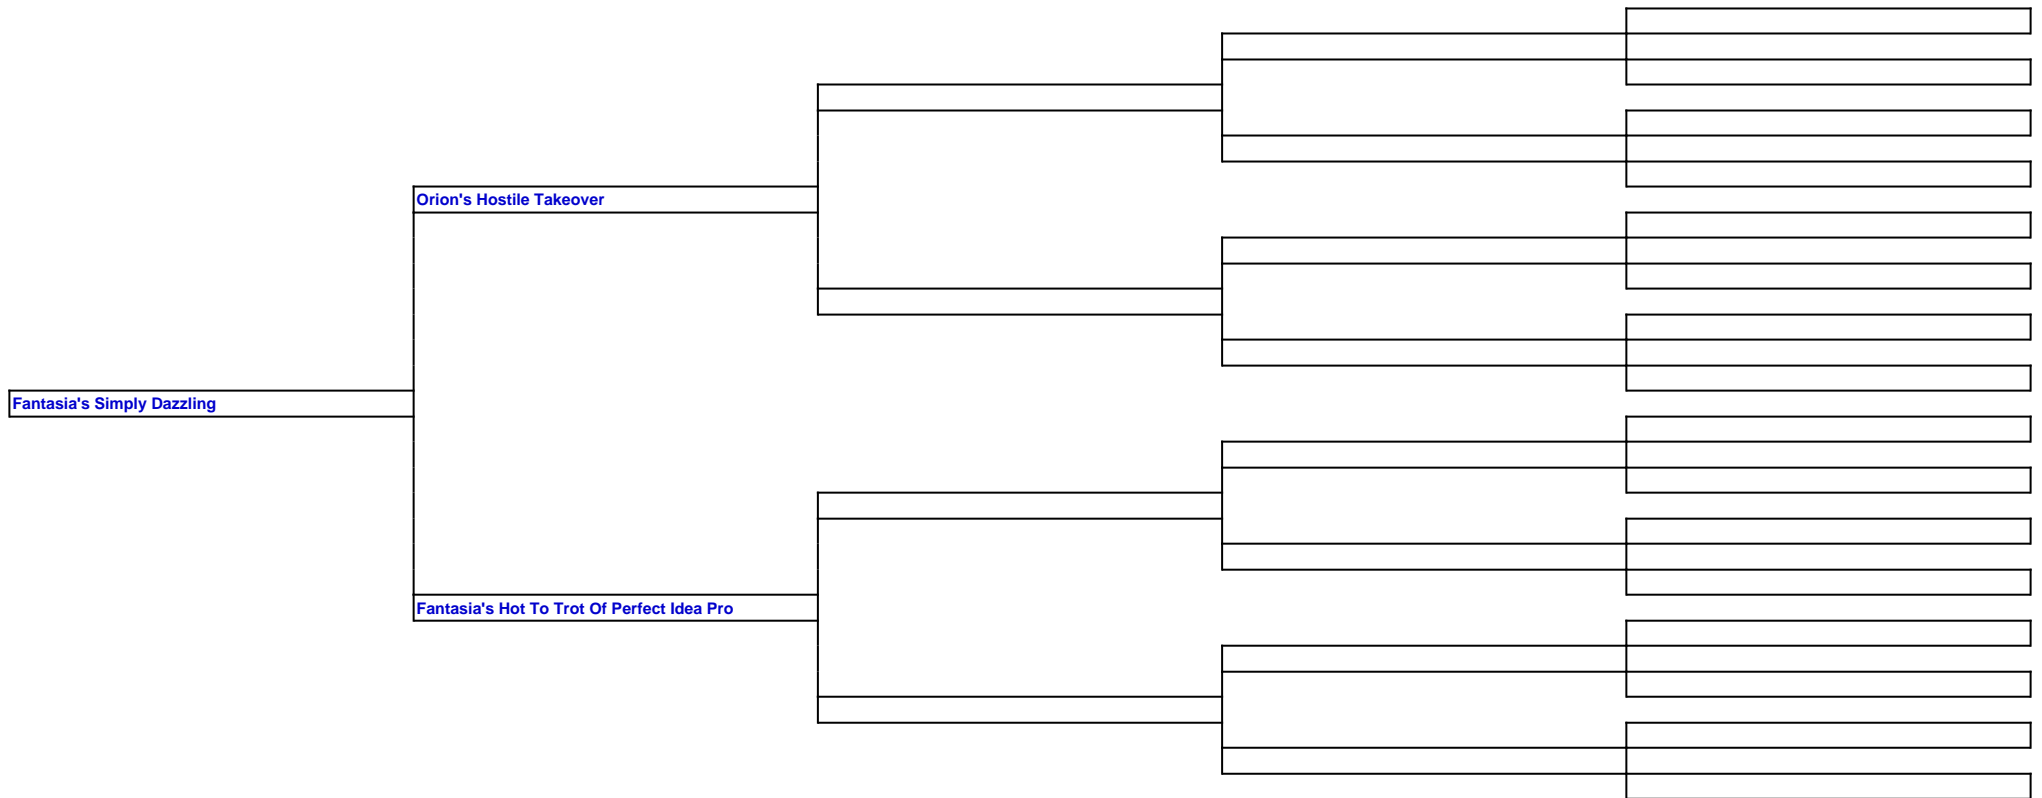 Orion's Hostile Takeover
Fantasia's Simply Dazzling
Fantasia's Hot To Trot Of Perfect Idea Pro